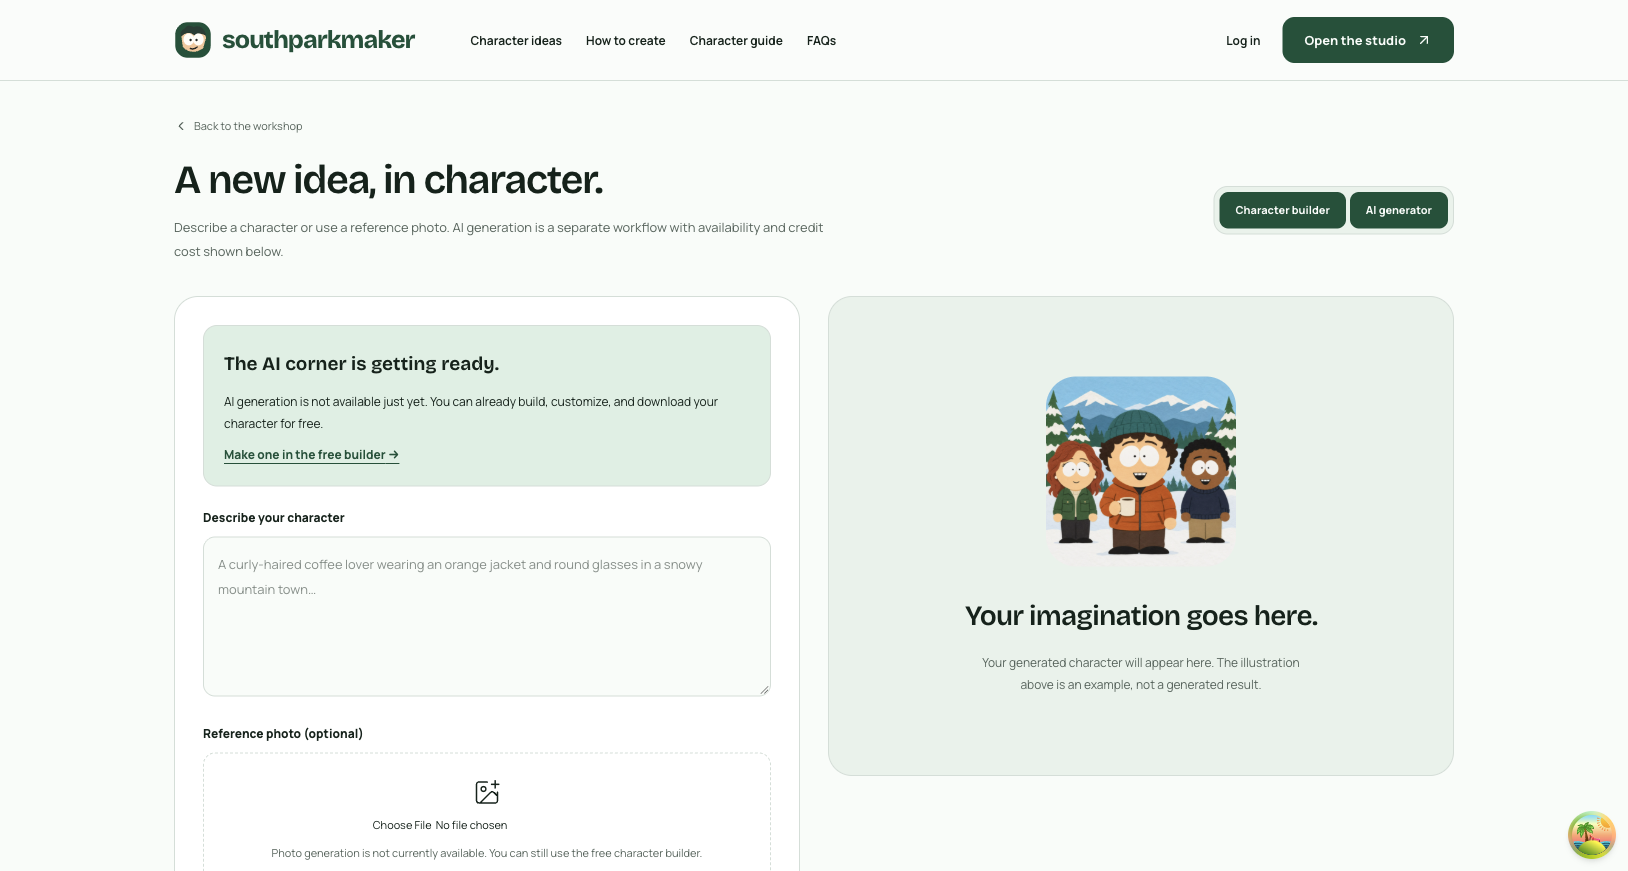 southparkmaker
Character ideas
How to create
Character guide
FAQs
Log in
Open the studio
Back to the workshop
A new idea, in character.
Describe a character or use a reference photo. AI generation is a separate workflow with availability and credit
cost shown below.
Character builder
AI generator
The AI corner is getting ready.
AI generation is not available just yet. You can already build, customize, and download your
character for free.
Make one in the free builder →
Describe your character
A curly-haired coffee lover wearing an orange jacket and round glasses in a snowy
mountain town...
Reference photo (optional)
Choose File No file chosen
Photo generation is not currently available. You can still use the free character builder.
Your imagination goes here.
Your generated character will appear here. The illustration
above is an example, not a generated result.